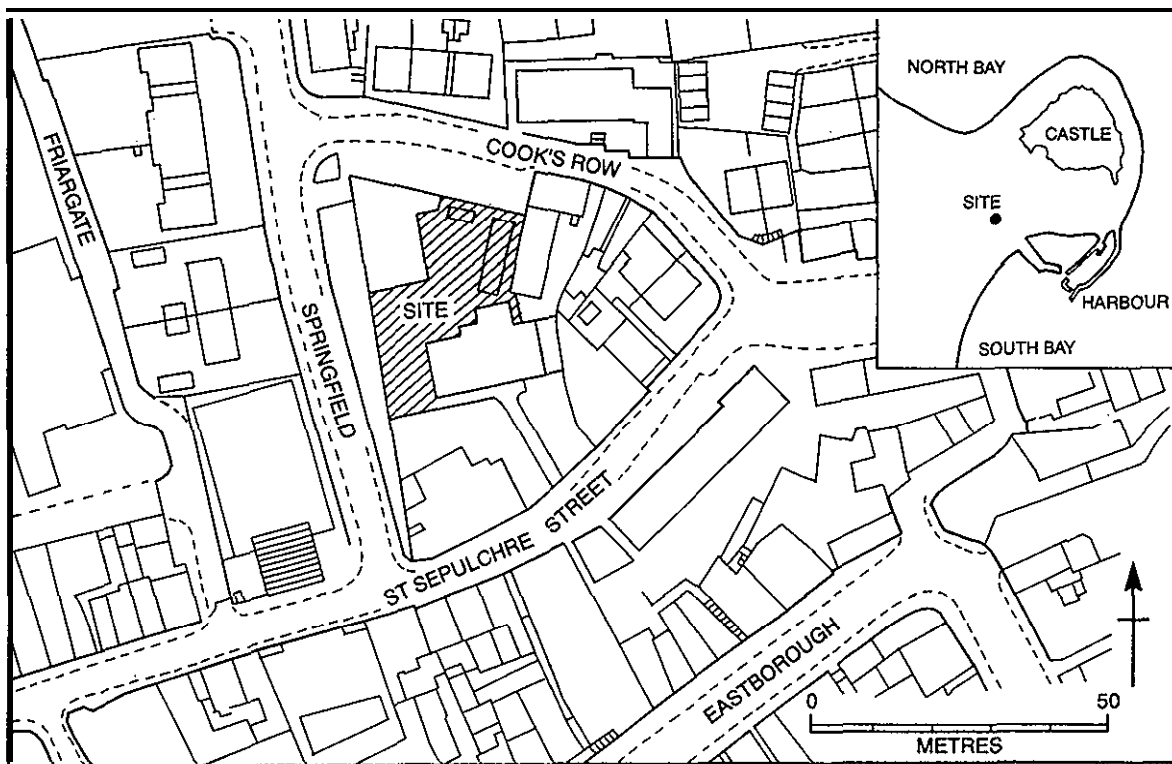 FRIARGATE
COOK'S ROW
SPRINGFIELD
SITE
ST SEPULCHRE STREET
EASTBOROUGH
NORTH BAY
CASTLE
SITE
HARBOUR
SOUTH BAY
0 50
METRES